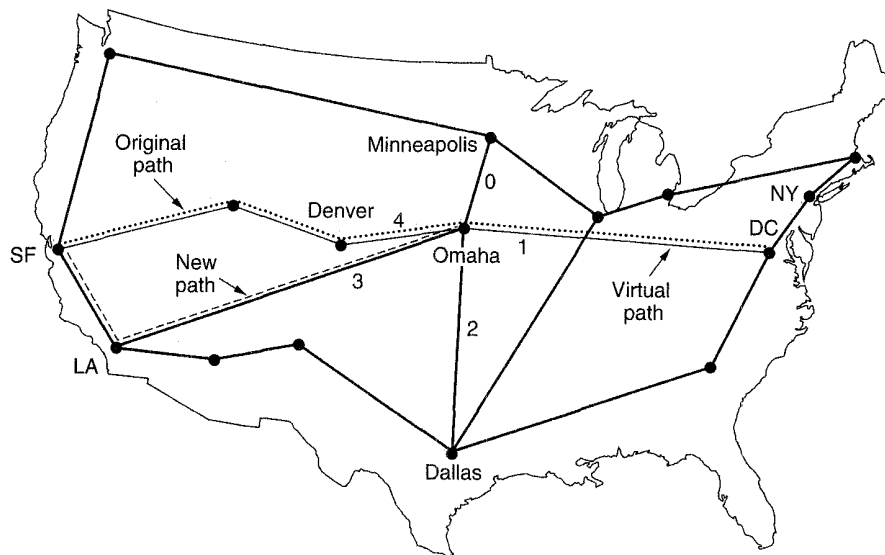 Minneapolis
Original
path
0
NY
Denver
4
DC
SF
Omaha
1
New
path
3
Virtual
path
2
LA
Dallas